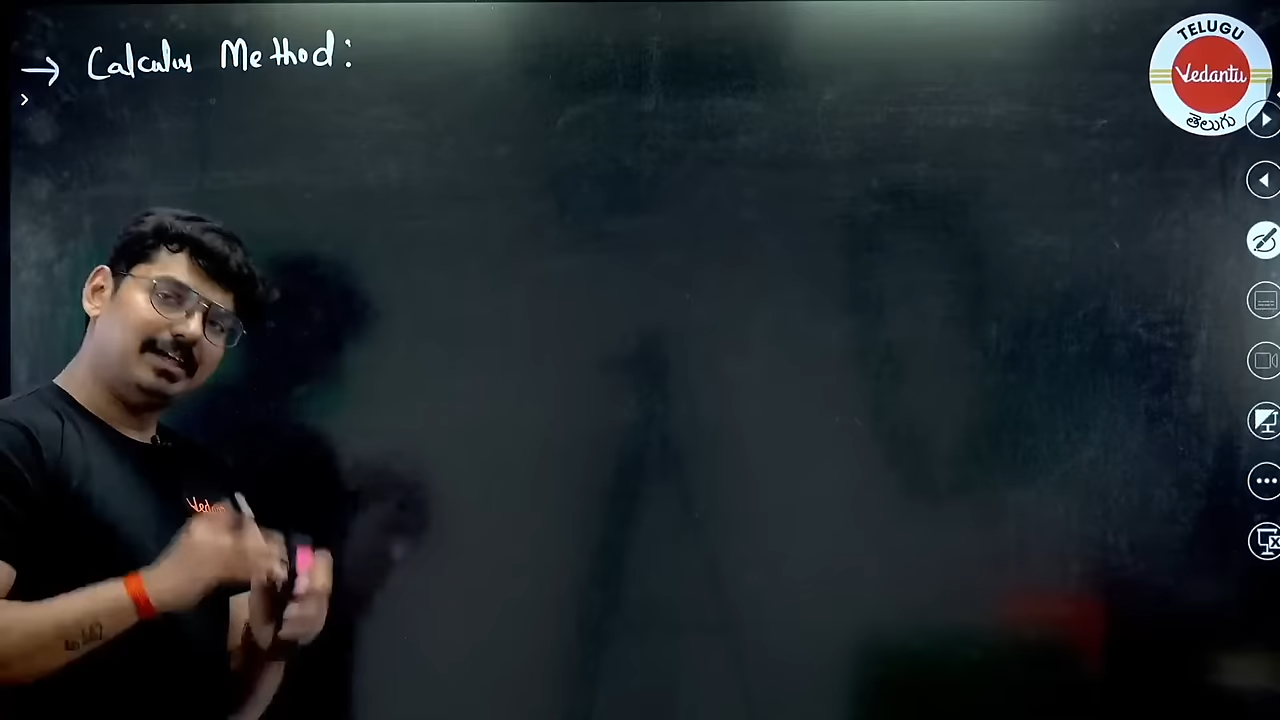 → Calculus Method:
TELUGU
Vedantu
తెలుగు